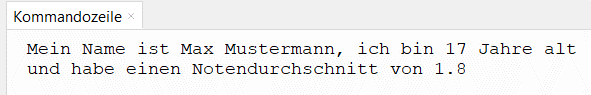 Kommandozeile
Mein Name ist Max Mustermann, ich bin 17 Jahre alt
und habe einen Notendurchschnitt von 1.8